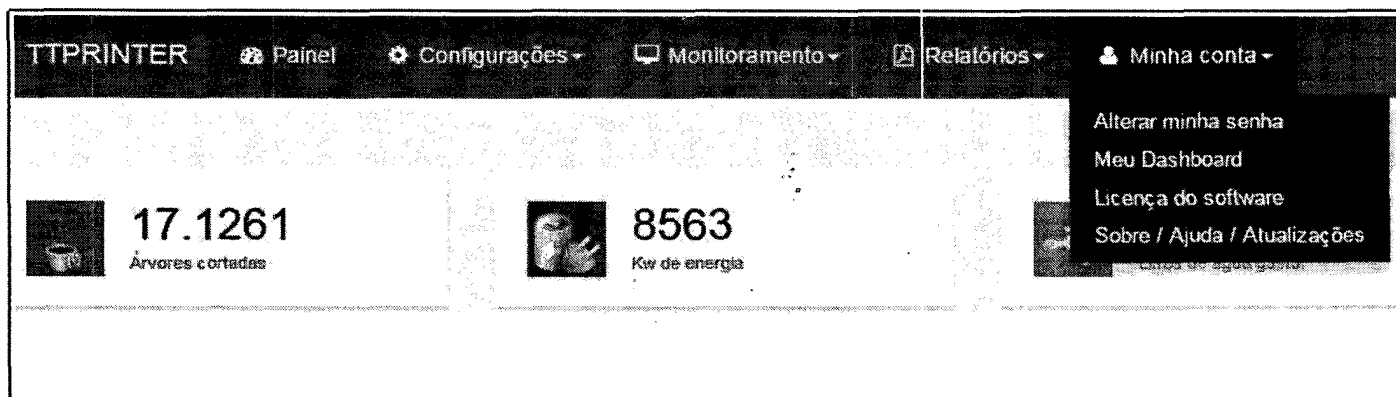 TTPRINTER Painel Configurações Monitoramento Relatórios Minha conta
Alterar minha senha
Meu Dashboard
Licença do software
Sobre / Ajuda / Atualizações
17.1261
Árvores cortadas
8563
Kw de energia